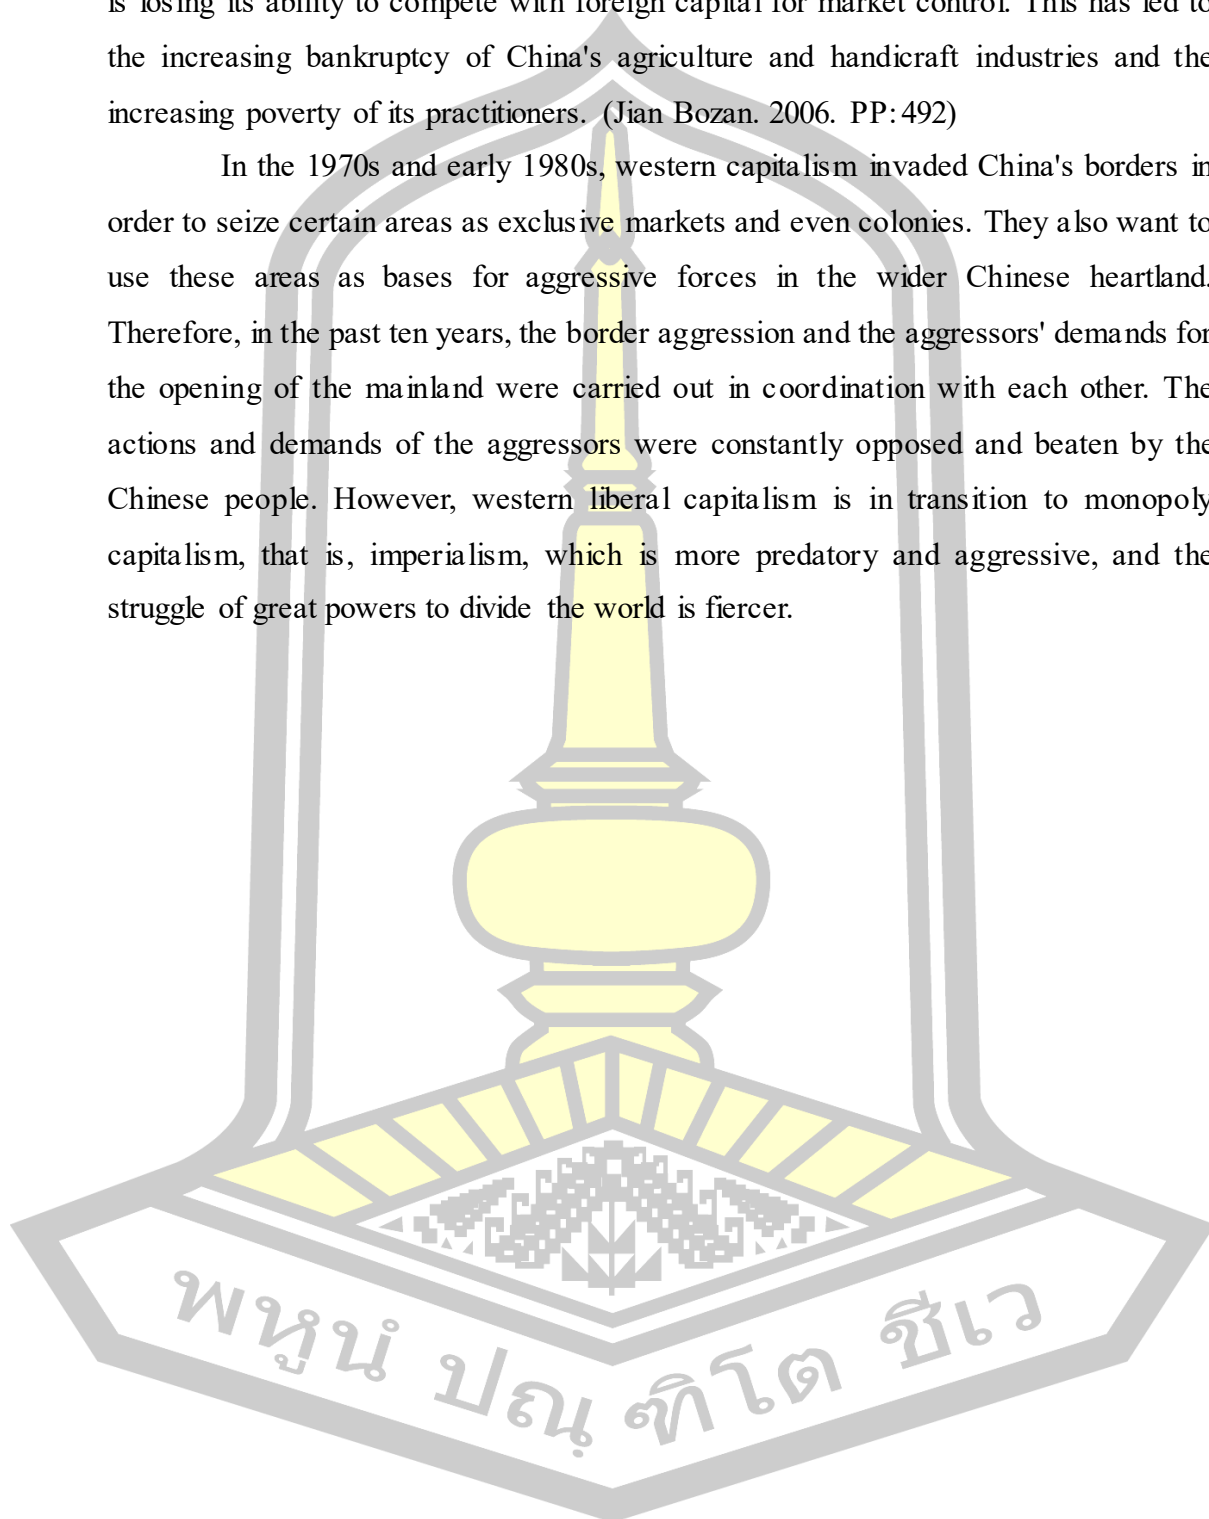 is losing its ability to compete with foreign capital for market control. This has led to
the increasing bankruptcy of China's agriculture and handicraft industries and the
increasing poverty of its practitioners. (Jian Bozan. 2006. PP: 492)
In the 1970s and early 1980s, western capitalism invaded China's borders in
order to seize certain areas as exclusive markets and even colonies. They also want to
use these areas as bases for aggressive forces in the wider Chinese heartland.
Therefore, in the past ten years, the border aggression and the aggressors' demands for
the opening of the mainland were carried out in coordination with each other. The
actions and demands of the aggressors were constantly opposed and beaten by the
Chinese people. However, western liberal capitalism is in transition to monopoly
capitalism, that is, imperialism, which is more predatory and aggressive, and the
struggle of great powers to divide the world is fiercer.
พหูนํ ปณฺฑิโต ชีเว